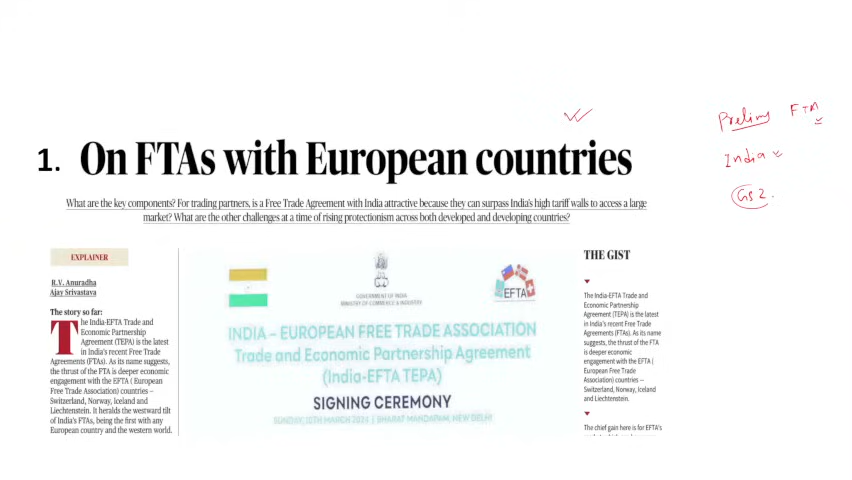 Prelims FTA
India
GS 2.
1. On FTAs with European countries
What are the key components? For trading partners, is a Free Trade Agreement with India attractive because they can surpass India's high tariff walls to access a large
market? What are the other challenges at a time of rising protectionism across both developed and developing countries?
EXPLAINER
R.V. Anuradha
Ajay Srivastava
The story so far:
The India-EFTA Trade and
Economic Partnership
Agreement (TEPA) is the latest
in India's recent Free Trade
Agreements (FTAs). As its name suggests,
the thrust of the FTA is deeper economic
engagement with the EFTA ( European
Free Trade Association) countries –
Switzerland, Norway, Iceland and
Liechtenstein. It heralds the westward tilt
of India's FTAs, being the first with any
European country and the western world.
GOVERNMENT OF INDIA
MINISTRY OF COMMERCE & INDUSTRY
EFTA
INDIA – EUROPEAN FREE TRADE ASSOCIATION
Trade and Economic Partnership Agreement
(India-EFTA TEPA)
SIGNING CEREMONY
SUNDAY, 10TH MARCH 2024 | BHARAT MANDAPAM, NEW DELHI
THE GIST
The India-EFTA Trade and
Economic Partnership
Agreement (TEPA) is the latest
in India's recent Free Trade
Agreements (FTAs). As its name
suggests, the thrust of the FTA
is deeper economic
engagement with the EFTA (
European Free Trade
Association) countries —
Switzerland, Norway, Iceland
and Liechtenstein.
The chief gain here is for EFTA's